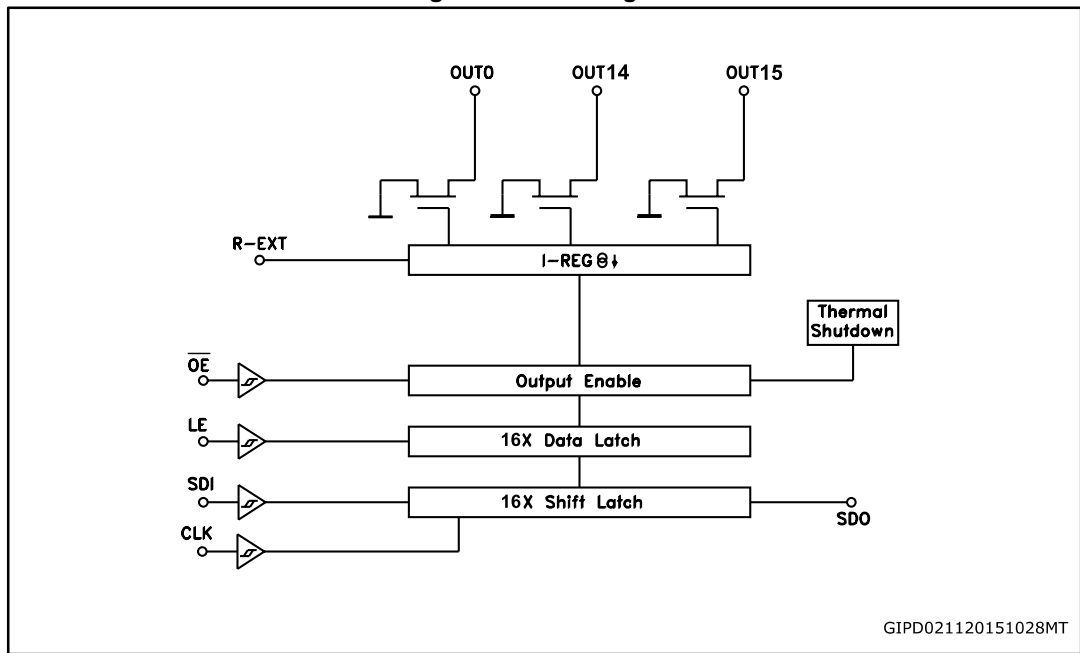 OUT0
OUT14
OUT15
R-EXT
I-REG
Thermal
Shutdown
OE
Output Enable
LE
16X Data Latch
SDI
16X Shift Latch
SDO
CLK
GIPD021120151028MT